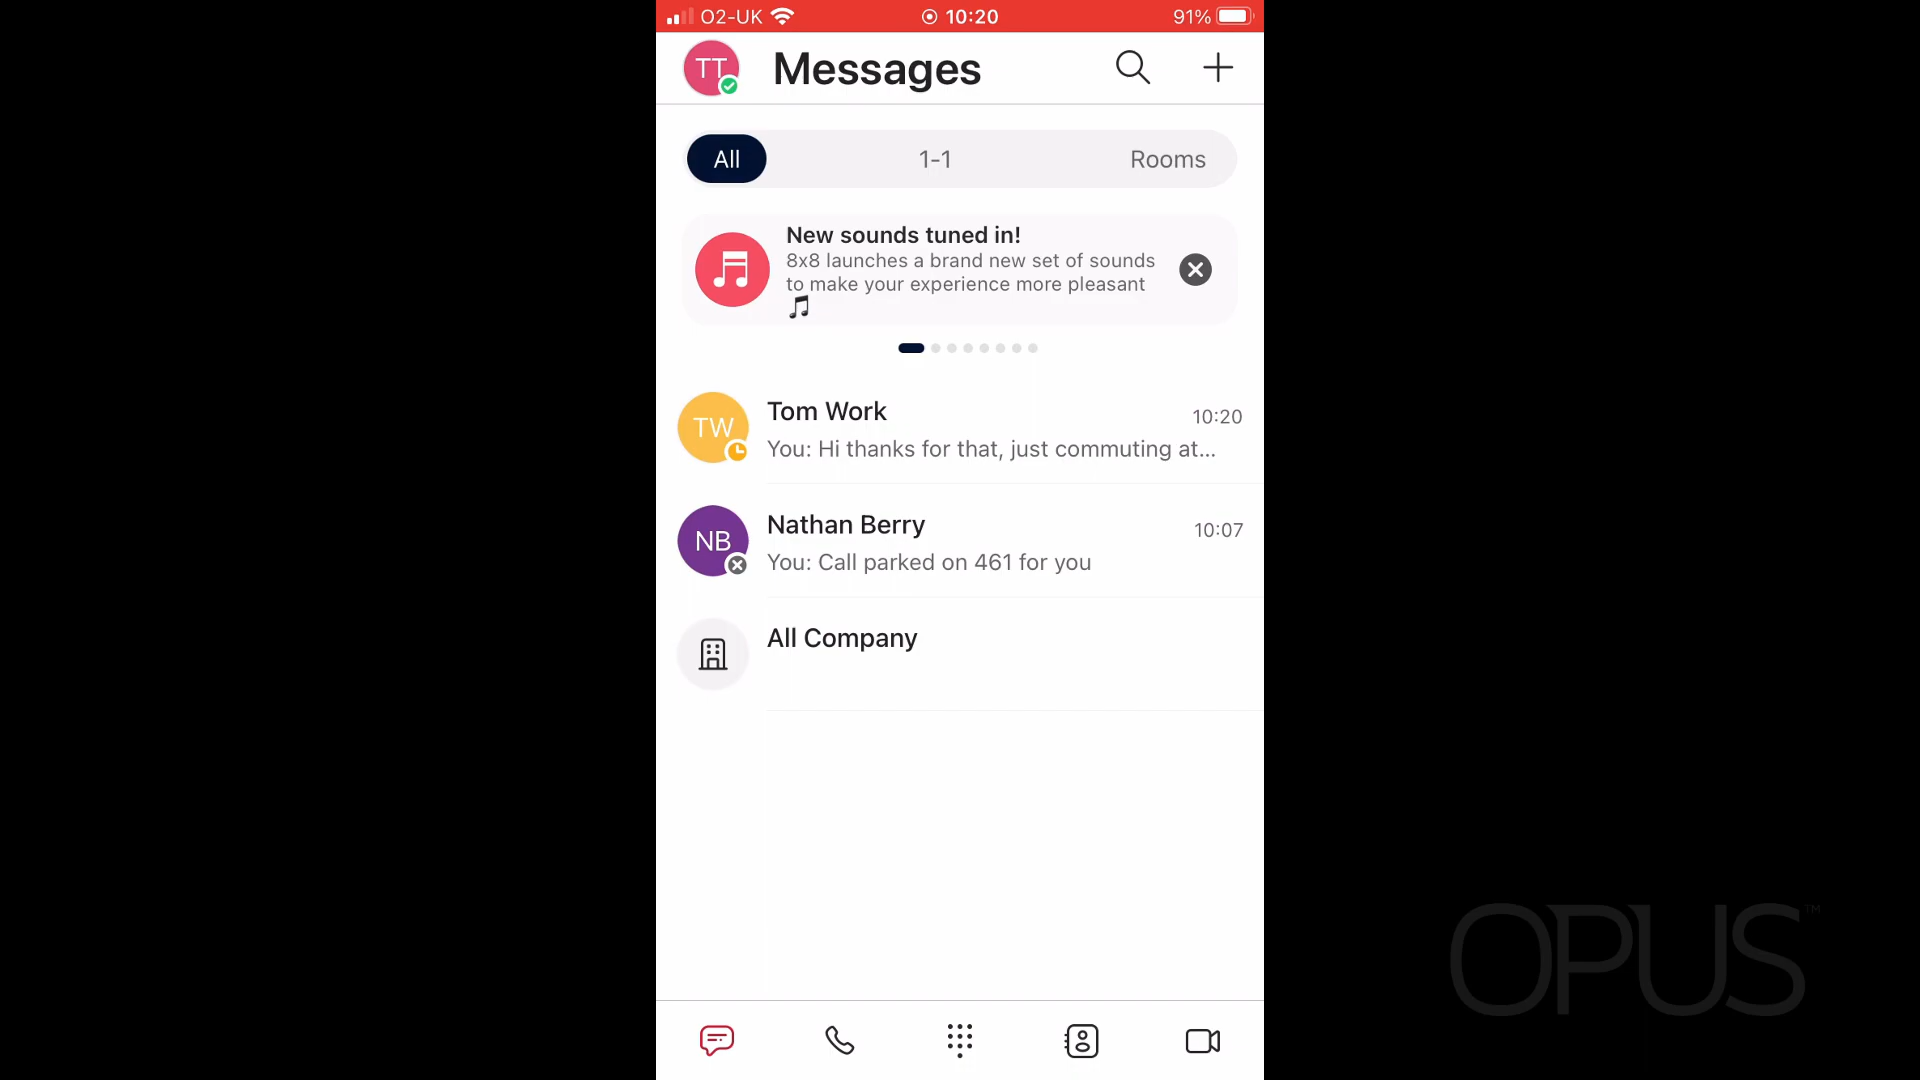 O2-UK 10:20 91%
TT Messages
All 1-1 Rooms
New sounds tuned in!
8x8 launches a brand new set of sounds
to make your experience more pleasant
🎵
TW Tom Work 10:20
You: Hi thanks for that, just commuting at...
NB Nathan Berry 10:07
You: Call parked on 461 for you
All Company
OPUS™